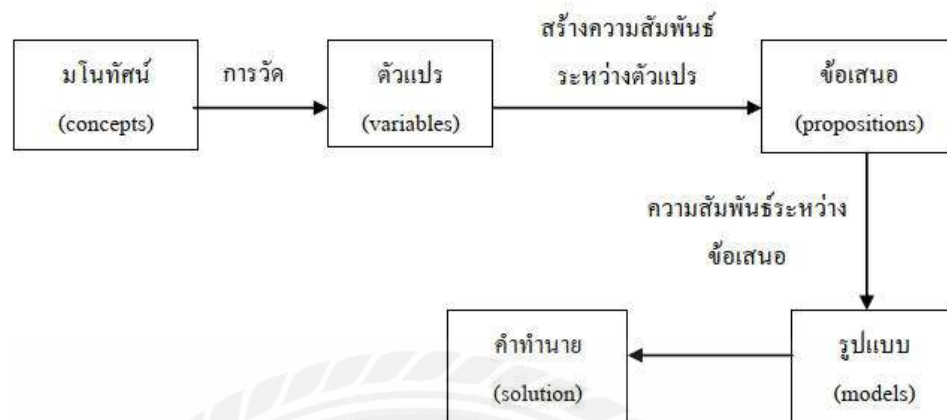 มโนทัศน์
(concepts)
การวัด
ตัวแปร
(variables)
สร้างความสัมพันธ์
ระหว่างตัวแปร
ข้อเสนอ
(propositions)
ความสัมพันธ์ระหว่าง
ข้อเสนอ
รูปแบบ
(models)
คำทำนาย
(solution)